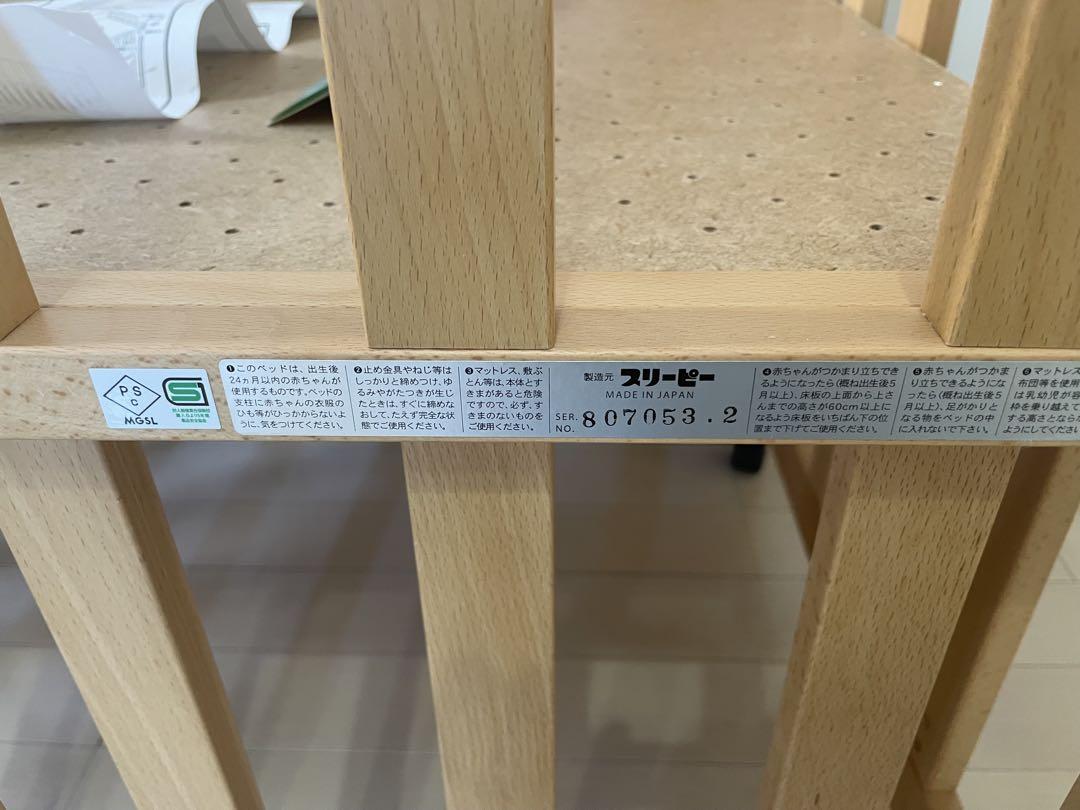 PS
C
MGSL
❶このベッドは、出生後
24ヵ月以内の赤ちゃんが
使用するものです。ベッドの
支柱に赤ちゃんの衣服の
ひも等がひっかからないよ
うに、気をつけてください。
❷止め金具やねじ等は
しっかりと締めつけ、ゆ
るみやがたつきが生じ
たときは、すぐに締めな
おして、たえず完全な状
態でご使用ください。
❸マットレス、敷ぶ
とん等は、本体とす
きまがあると危険
ですので、必ず、す
きまのないものを
ご使用ください。
製造元 スリーピー
MADE IN JAPAN
SER.
NO. 807053.2
❹赤ちゃんがつかまり立ちでき
るようになったら(概ね出生後5
月以上)、床板の上面から上さ
んまでの高さが60cm以上に
なるよう床板をいちばん下の位
置まで下げてご使用ください。
❺赤ちゃんがつかま
り立ちできるようにな
ったら(概ね出生後5
月以上)、足がかりと
なる物をベッドの中
に入れないで下さい。
❻マットレス
布団等を使用
は乳幼児が容
枠を乗り越えて
する高さとなら
ようにしてくださ